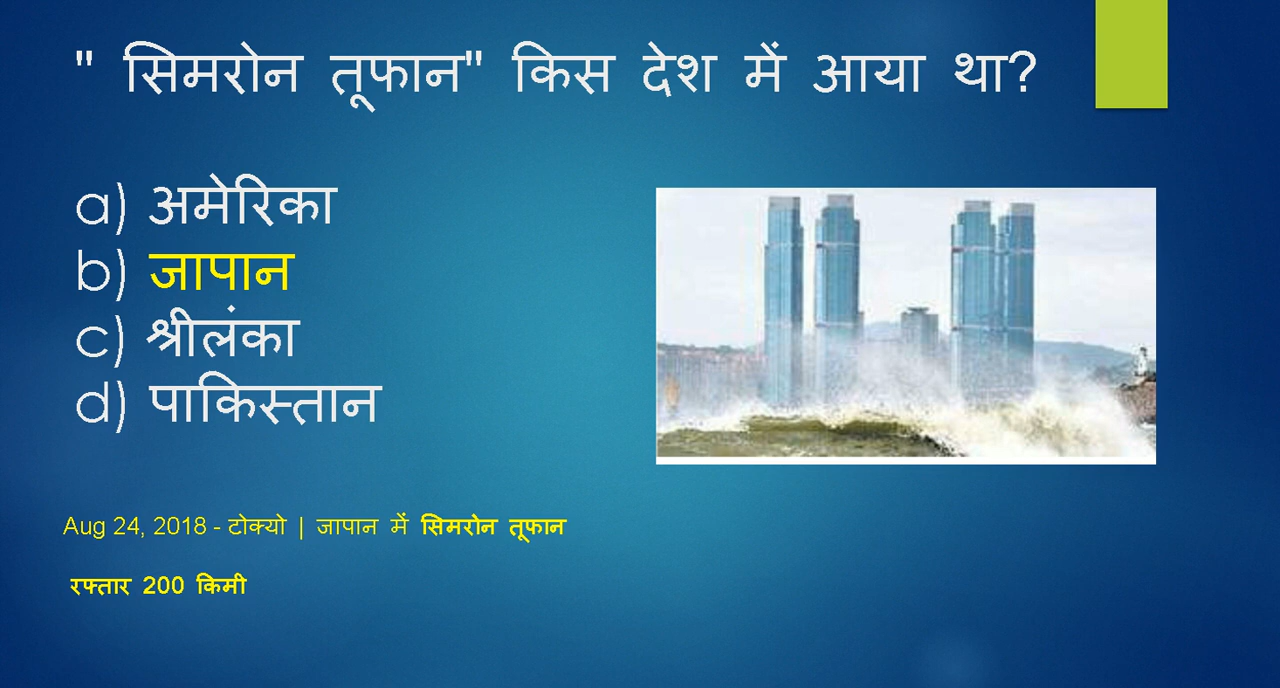 " सिमरोन तूफान" किस देश में आया था?
a) अमेरिका
b) जापान
c) श्रीलंका
d) पाकिस्तान
Aug 24, 2018 - टोक्यो | जापान में सिमरोन तूफान
रफ्तार 200 किमी